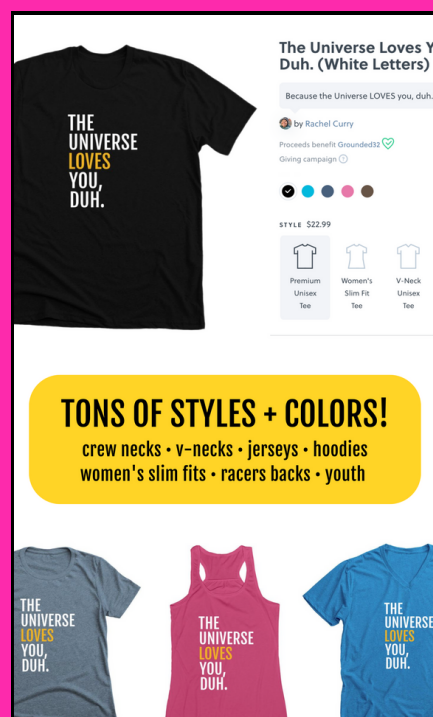 THE
UNIVERSE
LOVES
YOU,
DUH.
The Universe Loves Y
Duh. (White Letters)
Because the Universe LOVES you, duh.
by Rachel Curry
Proceeds benefit Grounded32
Giving campaign
STYLE $22.99
Premium
Unisex
Tee
Women's
Slim Fit
Tee
V-Neck
Unisex
Tee
TONS OF STYLES + COLORS!
crew necks • v-necks • jerseys • hoodies
women's slim fits • racers backs • youth
THE
UNIVERSE
LOVES
YOU,
DUH.
THE
UNIVERSE
LOVES
YOU,
DUH.
THE
UNIVERSE
LOVES
YOU,
DUH.